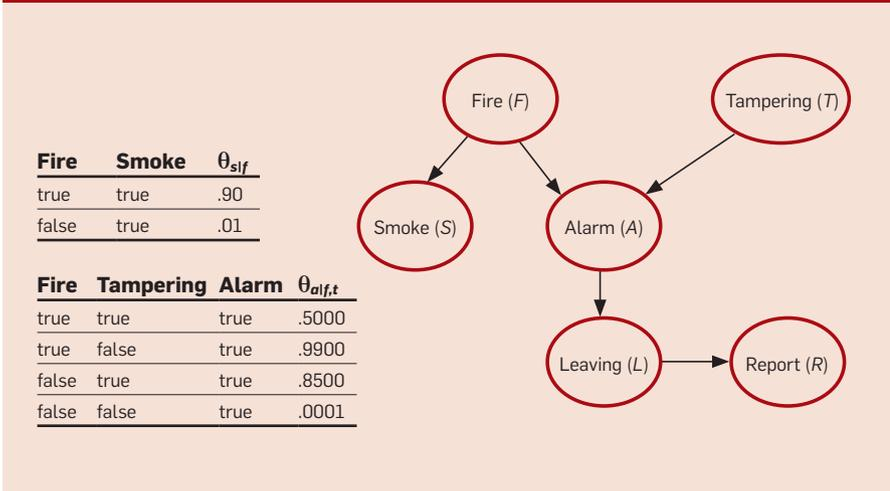 Fire (F)
Tampering (T)
Fire Smoke θs|f
true true .90
false true .01
Smoke (S)
Alarm (A)
Fire Tampering Alarm θa|f,t
true true true .5000
true false true .9900
false true true .8500
false false true .0001
Leaving (L)
Report (R)